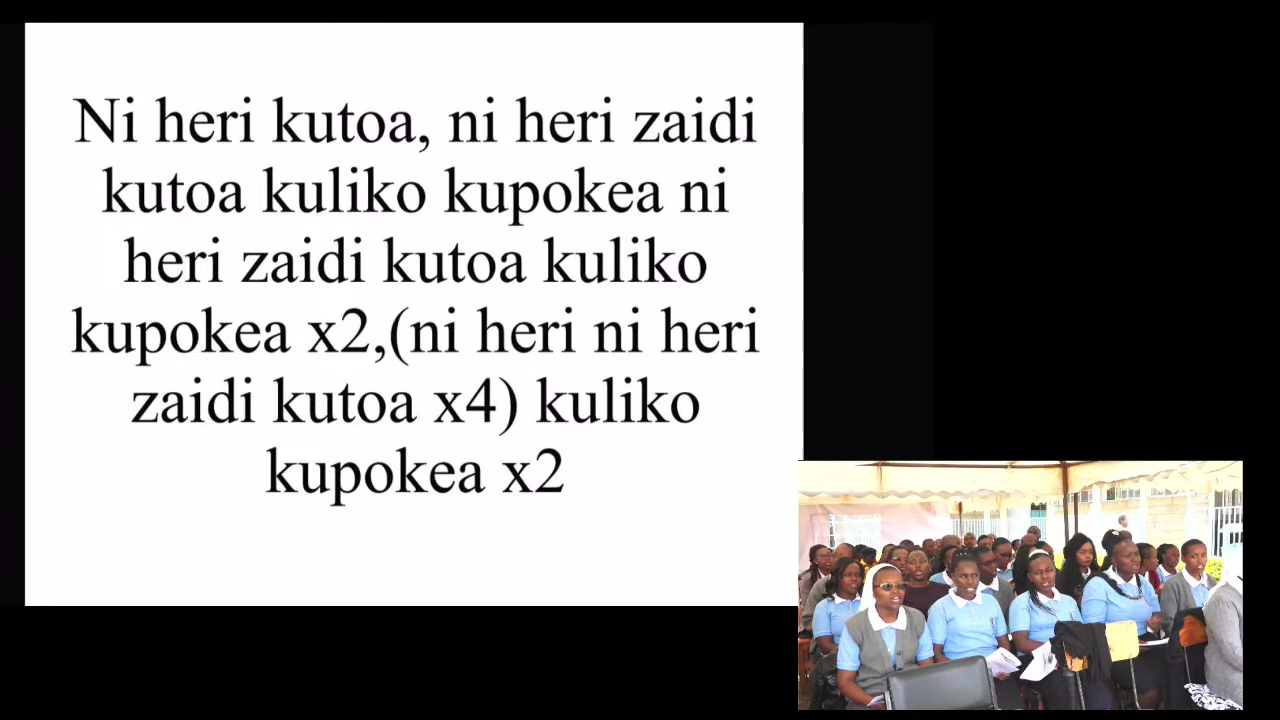 Ni heri kutoa, ni heri zaidi
kutoa kuliko kupokea ni
heri zaidi kutoa kuliko
kupokea x2,(ni heri ni heri
zaidi kutoa x4) kuliko
kupokea x2